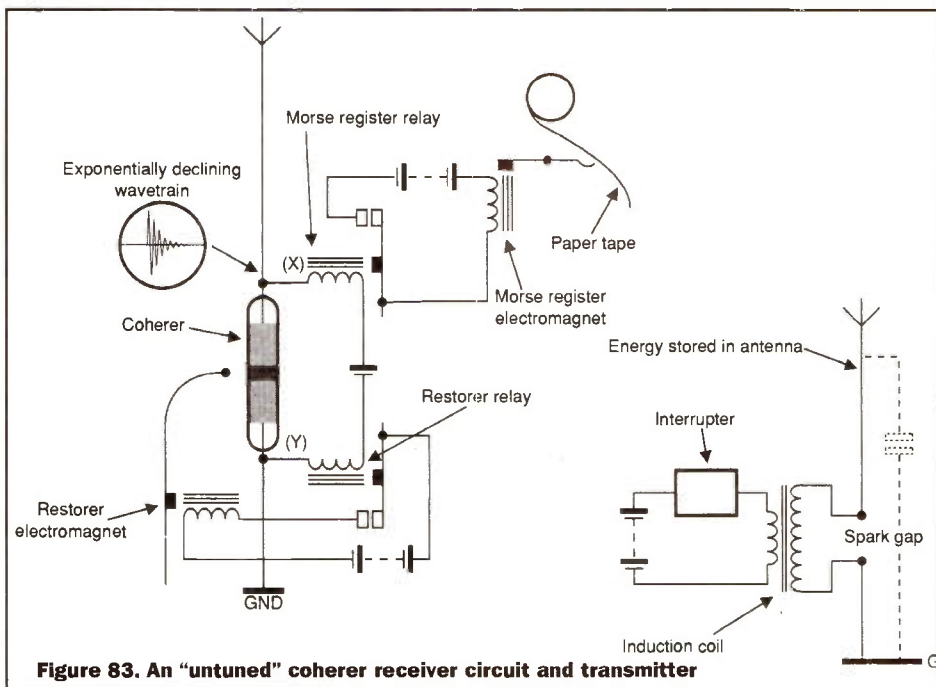 Morse register relay
Exponentially declining
wavetrain
(X)
Paper tape
Morse register
electromagnet
Coherer
Energy stored in antenna
Restorer relay
Interrupter
(Y)
Restorer
electromagnet
Spark gap
GND
Induction coil
G
Figure 83. An "untuned" coherer receiver circuit and transmitter